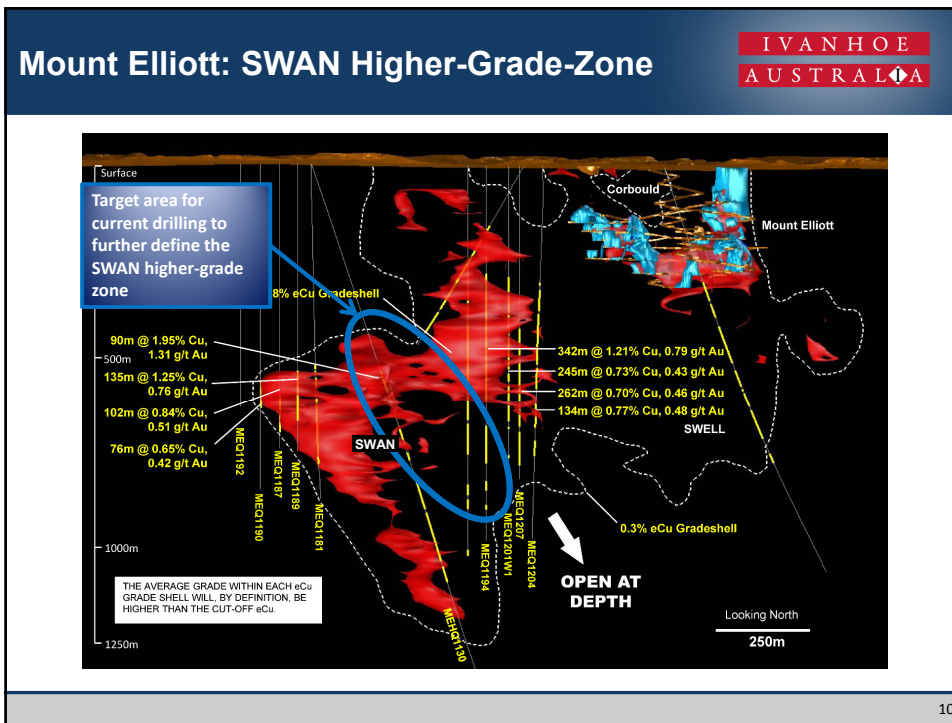 Mount Elliott: SWAN Higher-Grade-Zone
IVANHOE
AUSTRALIA
Surface
Target area for
current drilling to
further define the
SWAN higher-grade
zone
Corbould
Mount Elliott
8% eCu Gradeshell
90m @ 1.95% Cu,
1.31 g/t Au
500m
135m @ 1.25% Cu,
0.76 g/t Au
102m @ 0.84% Cu,
0.51 g/t Au
76m @ 0.65% Cu,
0.42 g/t Au
342m @ 1.21% Cu, 0.79 g/t Au
245m @ 0.73% Cu, 0.43 g/t Au
262m @ 0.70% Cu, 0.46 g/t Au
134m @ 0.77% Cu, 0.48 g/t Au
SWELL
SWAN
MEQ1192
MEQ1190
MEQ1187
MEQ1189
MEQ1181
MEHQ1130
MEQ1194
MEQ1201W1
MEQ1207
MEQ1204
0.3% eCu Gradeshell
1000m
OPEN AT
DEPTH
THE AVERAGE GRADE WITHIN EACH eCu
GRADE SHELL WILL, BY DEFINITION, BE
HIGHER THAN THE CUT-OFF eCu.
Looking North
250m
1250m
10